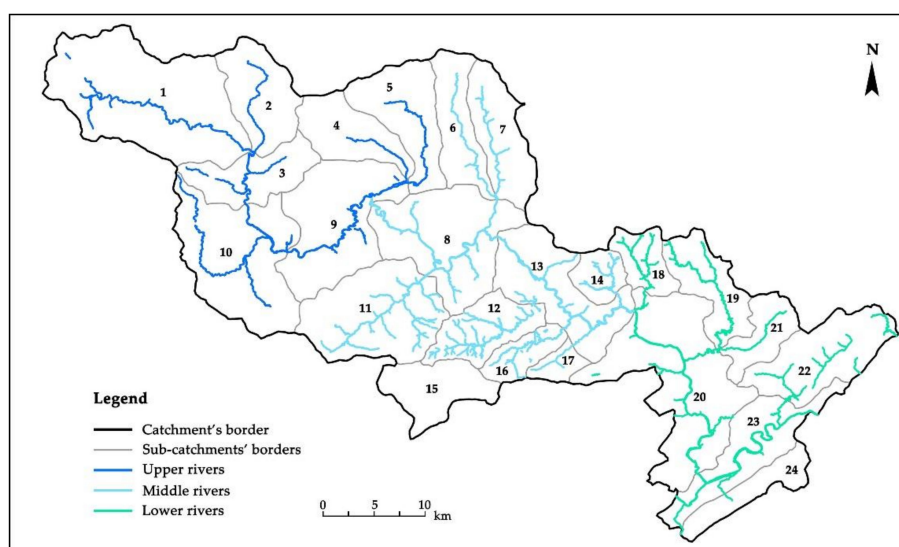 N
1
2
5
4
6
7
3
9
10
8
13
14
18
19
11
12
21
16
17
22
15
20
23
24
Legend
Catchment's border
Sub-catchments' borders
Upper rivers
Middle rivers
Lower rivers
0 5 10
km